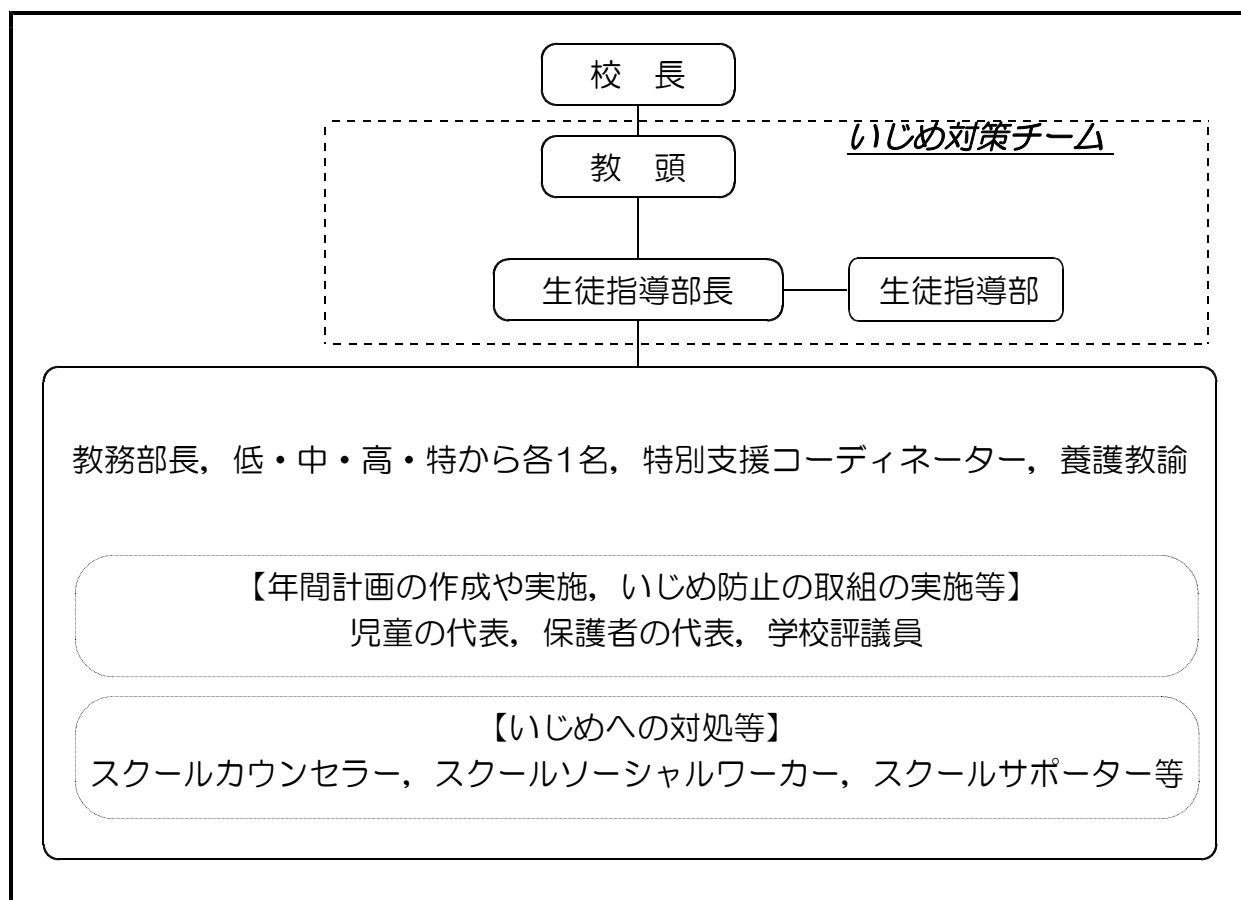 校　長
いじめ対策チーム
教　頭
生徒指導部長
生徒指導部
教務部長，低・中・高・特から各1名，特別支援コーディネーター，養護教諭
【年間計画の作成や実施，いじめ防止の取組の実施等】
児童の代表，保護者の代表，学校評議員
【いじめへの対処等】
スクールカウンセラー，スクールソーシャルワーカー，スクールサポーター等